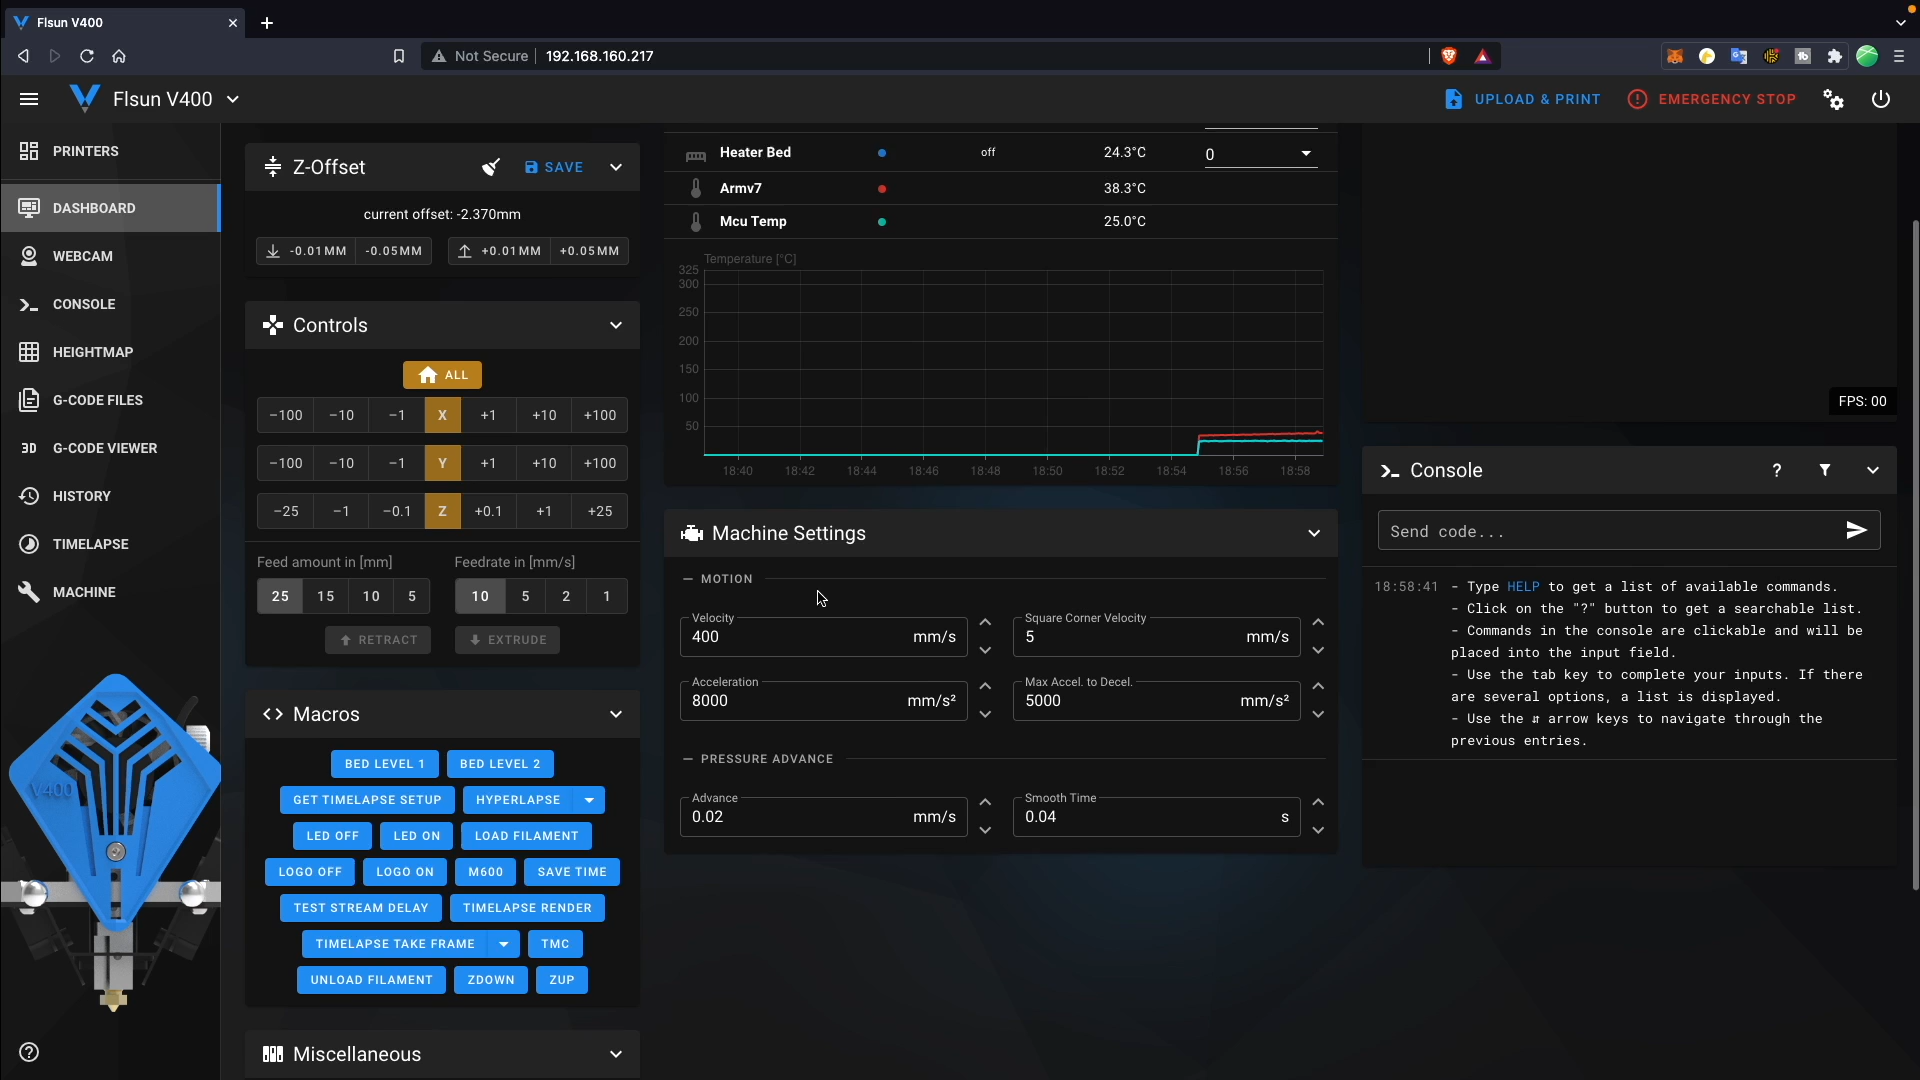 Flsun V400
Not Secure 192.168.160.217
Flsun V400
UPLOAD & PRINT
EMERGENCY STOP
PRINTERS
DASHBOARD
WEBCAM
CONSOLE
HEIGHTMAP
G-CODE FILES
3D G-CODE VIEWER
HISTORY
TIMELAPSE
MACHINE
V400
Z-Offset
SAVE
current offset: -2.370mm
-0.01MM -0.05MM +0.01MM +0.05MM
Controls
ALL
−100 −10 −1 X +1 +10 +100
−100 −10 −1 Y +1 +10 +100
−25 −1 −0.1 Z +0.1 +1 +25
Feed amount in [mm] Feedrate in [mm/s]
25 15 10 5 10 5 2 1
RETRACT EXTRUDE
Macros
BED LEVEL 1 BED LEVEL 2
GET TIMELAPSE SETUP HYPERLAPSE
LED OFF LED ON LOAD FILAMENT
LOGO OFF LOGO ON M600 SAVE TIME
TEST STREAM DELAY TIMELAPSE RENDER
TIMELAPSE TAKE FRAME TMC
UNLOAD FILAMENT ZDOWN ZUP
Miscellaneous
Heater Bed off 24.3°C 0
Armv7 38.3°C
Mcu Temp 25.0°C
Temperature [°C]
325
300
250
200
150
100
50
18:40 18:42 18:44 18:46 18:48 18:50 18:52 18:54 18:56 18:58
Machine Settings
MOTION
Velocity
400 mm/s
Square Corner Velocity
5 mm/s
Acceleration
8000 mm/s²
Max Accel. to Decel.
5000 mm/s²
PRESSURE ADVANCE
Advance
0.02 mm/s
Smooth Time
0.04 s
FPS: 00
Console
?
Send code...
18:58:41 - Type HELP to get a list of available commands.
- Click on the "?" button to get a searchable list.
- Commands in the console are clickable and will be
placed into the input field.
- Use the tab key to complete your inputs. If there
are several options, a list is displayed.
- Use the ⇵ arrow keys to navigate through the
previous entries.